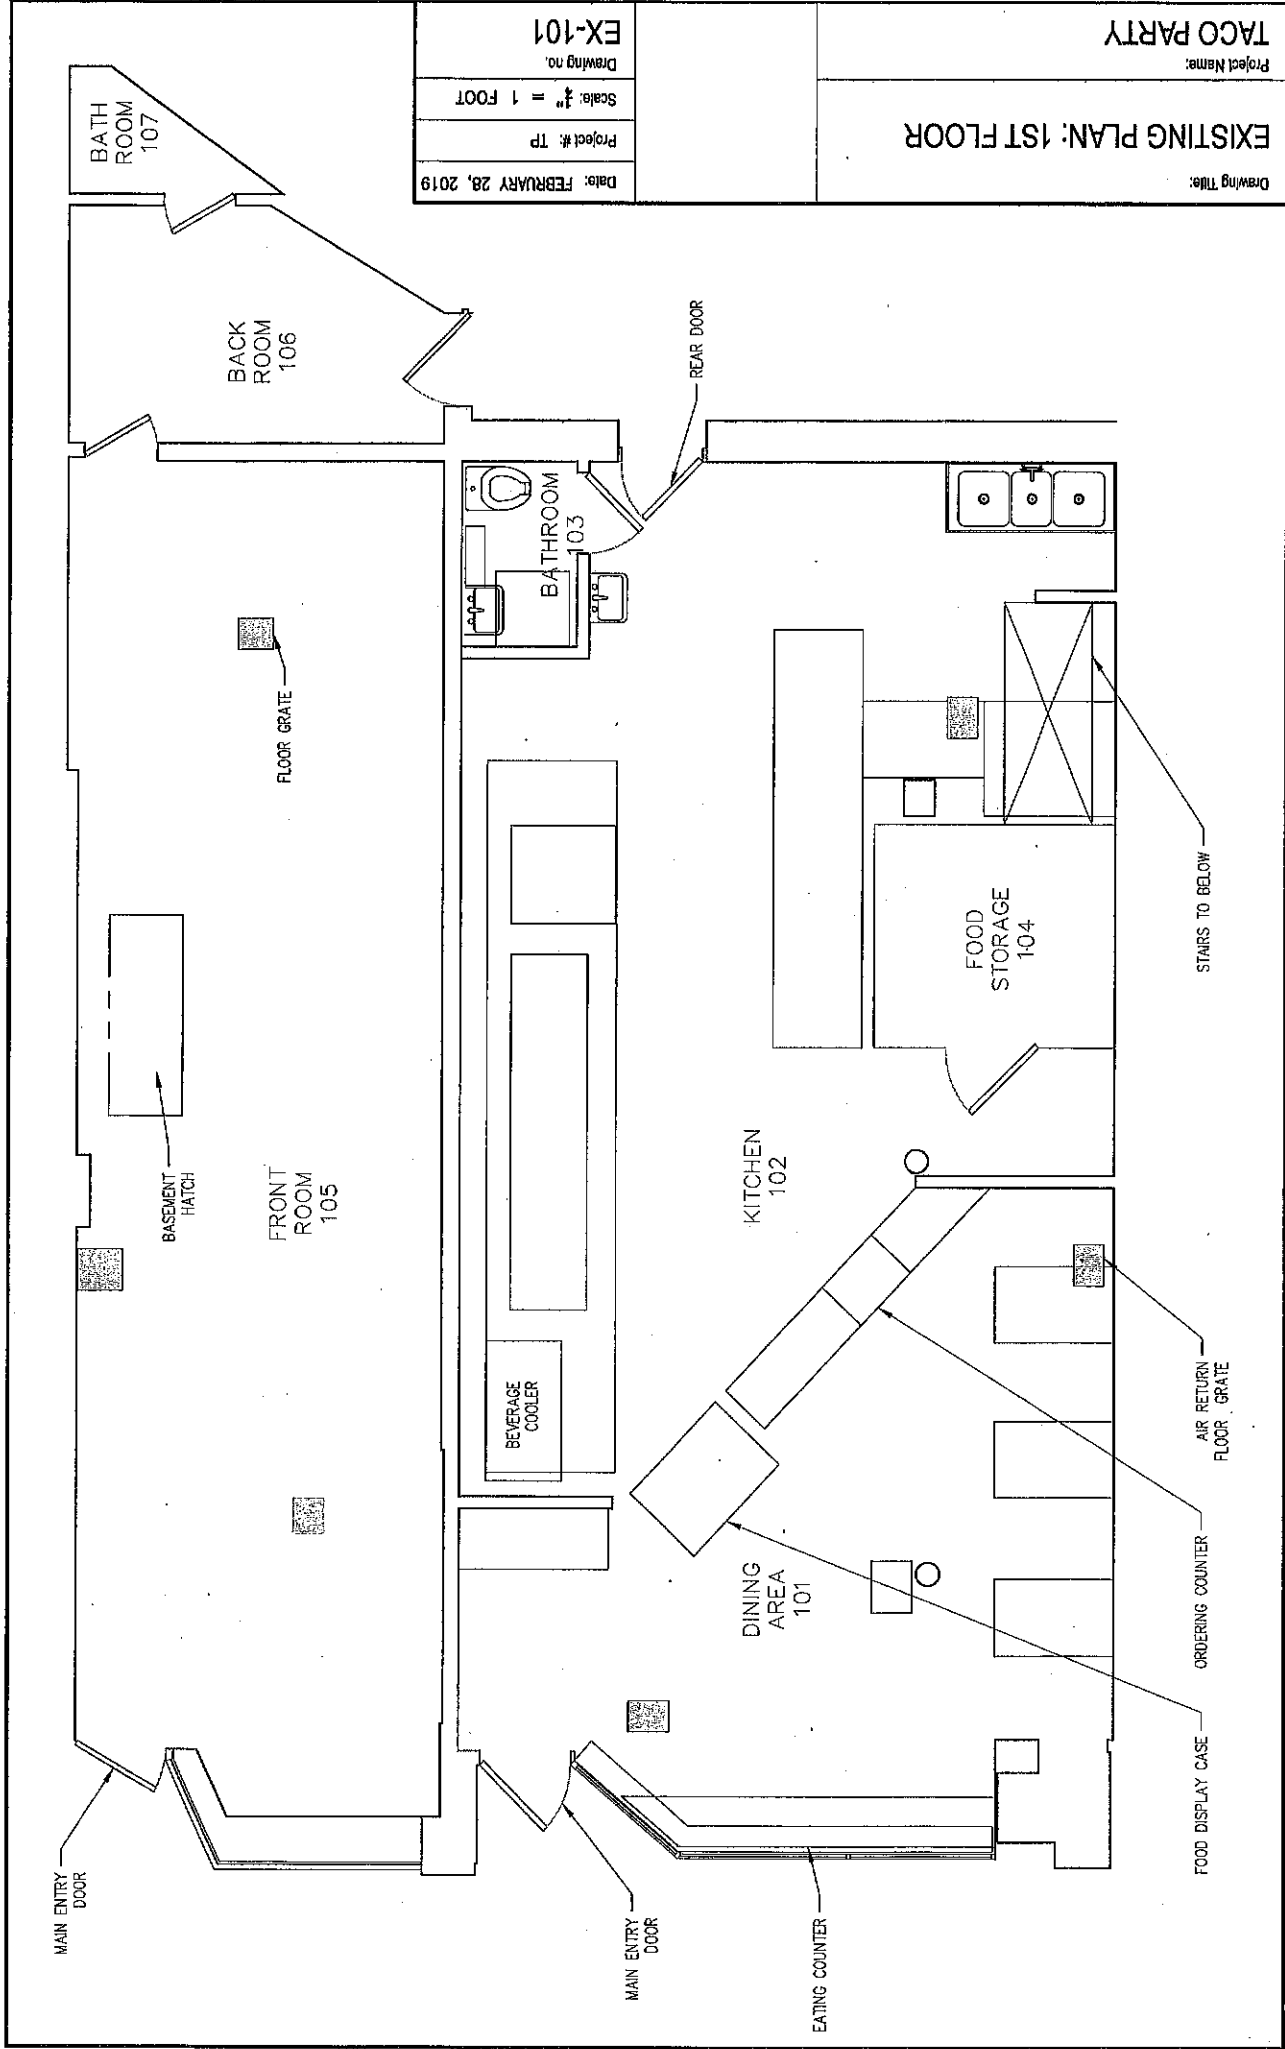 Drawing Title:
EXISTING PLAN: 1ST FLOOR
Project Name:
TACO PARTY
Date: FEBRUARY 28, 2019
Project #: TP
Scale: ¼" = 1 FOOT
Drawing no.
EX-101
MAIN ENTRY
DOOR
BASEMENT
HATCH
FRONT
ROOM
105
FLOOR GRATE
BACK
ROOM
106
BATH
ROOM
107
BEVERAGE
COOLER
BATHROOM
103
REAR DOOR
MAIN ENTRY
DOOR
DINING
AREA
101
KITCHEN
102
FOOD
STORAGE
104
EATING COUNTER
FOOD DISPLAY CASE
ORDERING COUNTER
AIR RETURN
FLOOR GRATE
STAIRS TO BELOW